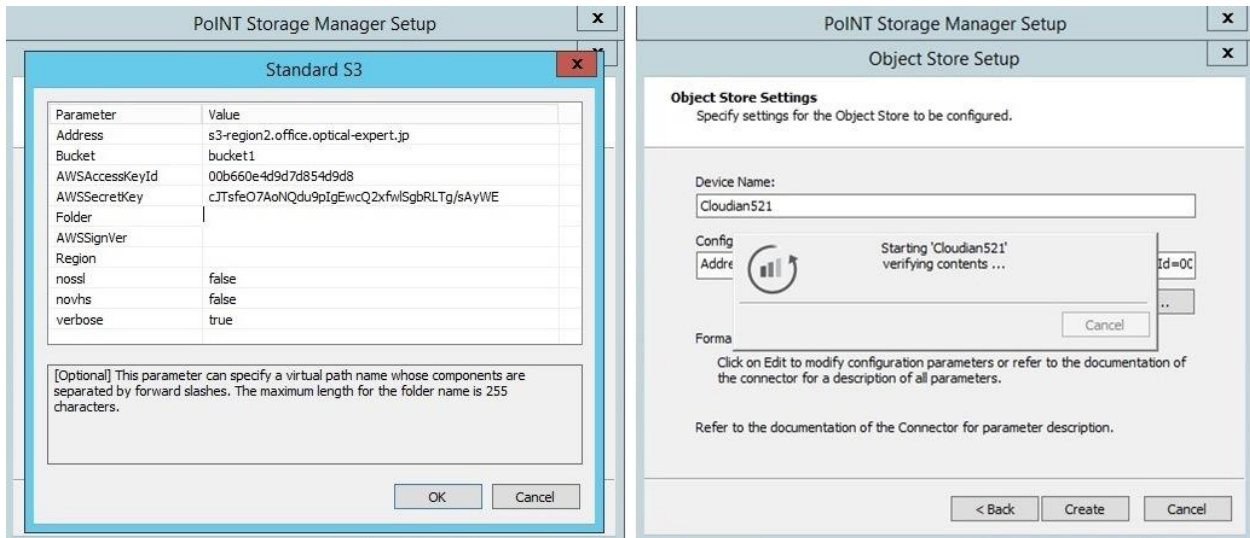 PoINT Storage Manager Setup
x
x
Standard S3
x
Parameter Value
Address s3-region2.office.optical-expert.jp
Bucket bucket1
AWSAccessKeyId 00b660e4d9d7d854d9d8
AWSSecretKey cJTsfeO7AoNQdu9pIgEwcQ2xfwlSgbRLTg/sAyWE
Folder
AWSSignVer
Region
nossl false
novhs false
verbose true
[Optional] This parameter can specify a virtual path name whose components are
separated by forward slashes. The maximum length for the folder name is 255
characters.
OK Cancel
PoINT Storage Manager Setup
x
Object Store Setup
x
Object Store Settings
Specify settings for the Object Store to be configured.
Device Name:
Cloudian521
Config
Addre
Id=0C
Starting 'Cloudian521'
verifying contents ...
..
Cancel
Forma
Click on Edit to modify configuration parameters or refer to the documentation of
the connector for a description of all parameters.
Refer to the documentation of the Connector for parameter description.
< Back Create Cancel